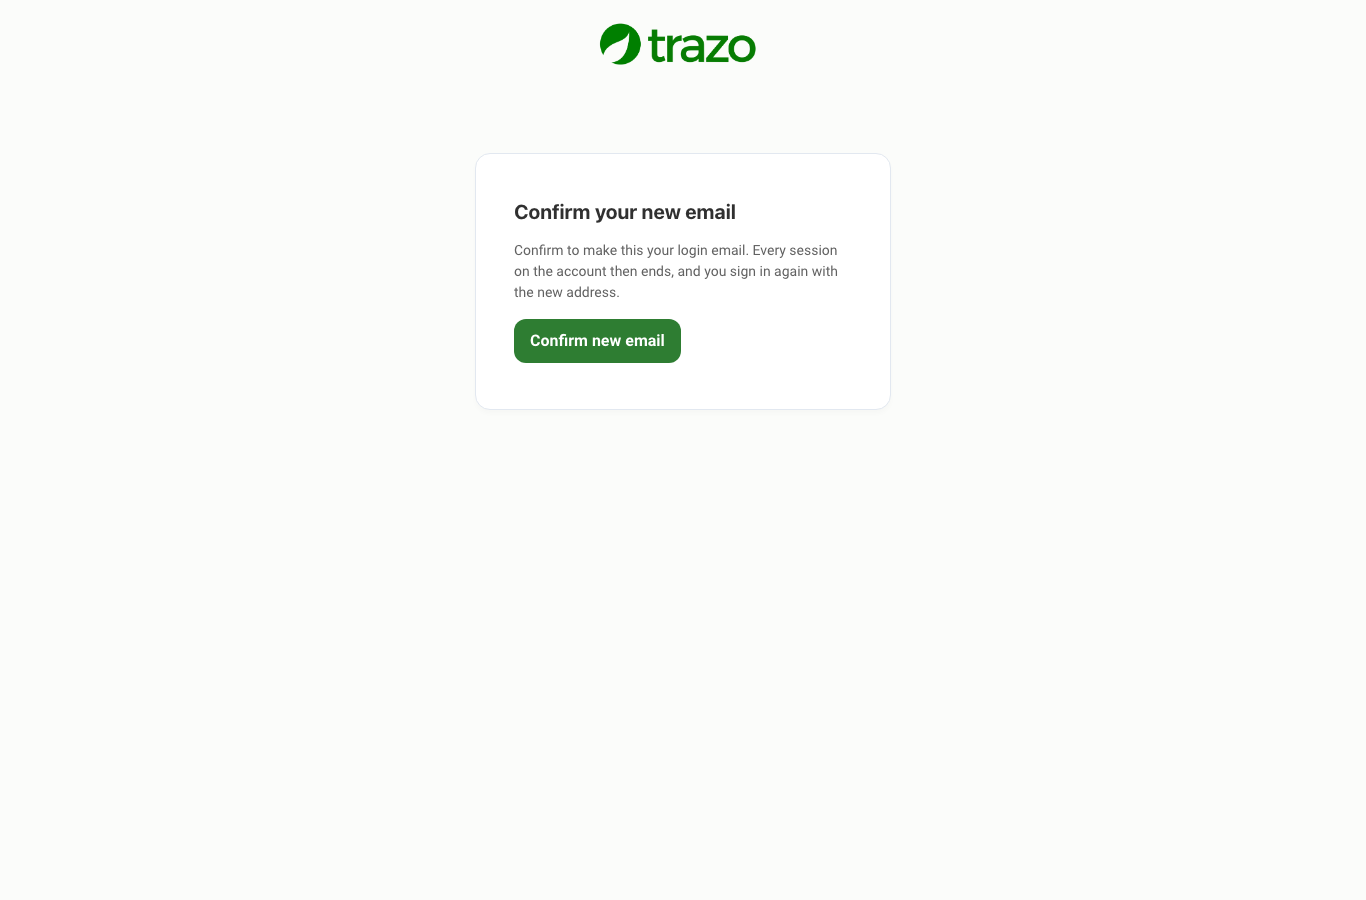 trazo
Confirm your new email
Confirm to make this your login email. Every session
on the account then ends, and you sign in again with
the new address.
Confirm new email